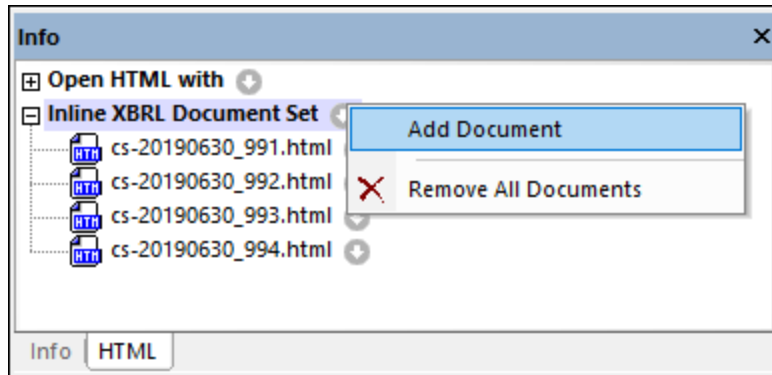 Info
Open HTML with
Inline XBRL Document Set
Add Document
cs-20190630_991.html
cs-20190630_992.html
Remove All Documents
cs-20190630_993.html
cs-20190630_994.html
Info HTML